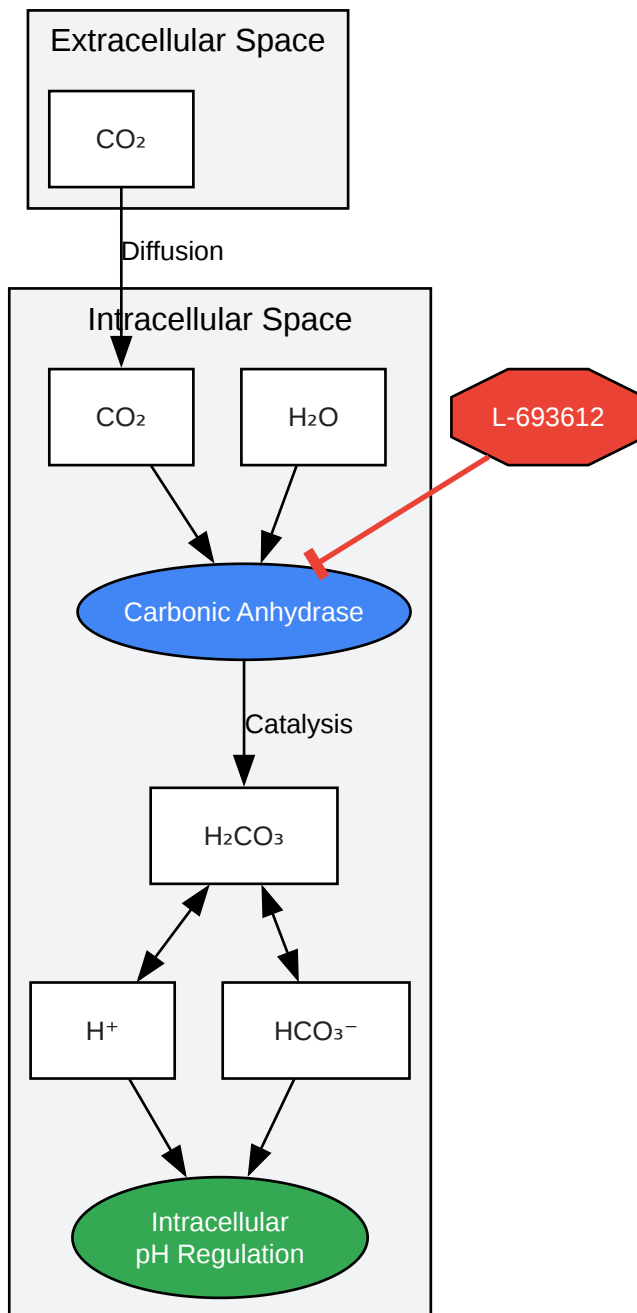 Extracellular Space
CO₂
Diffusion
Intracellular Space
CO₂
H₂O
L-693612
Carbonic Anhydrase
Catalysis
H₂CO₃
H⁺
HCO₃⁻
Intracellular
pH Regulation